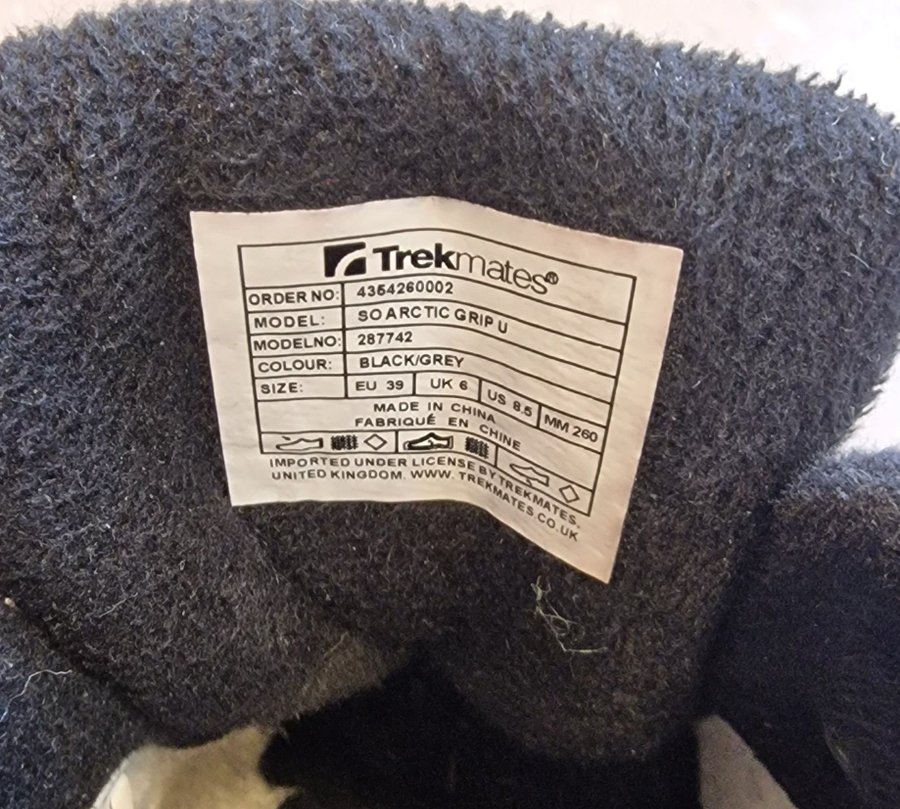 Trekmates®
ORDER NO: 4354260002
MODEL: SO ARCTIC GRIP U
MODELNO: 287742
COLOUR: BLACK/GREY
SIZE: EU 39 UK 6 US 8.5 MM 260
MADE IN CHINA
FABRIQUÉ EN CHINE
IMPORTED UNDER LICENSE BY TREKMATES,
UNITED KINGDOM. WWW. TREKMATES.CO.UK